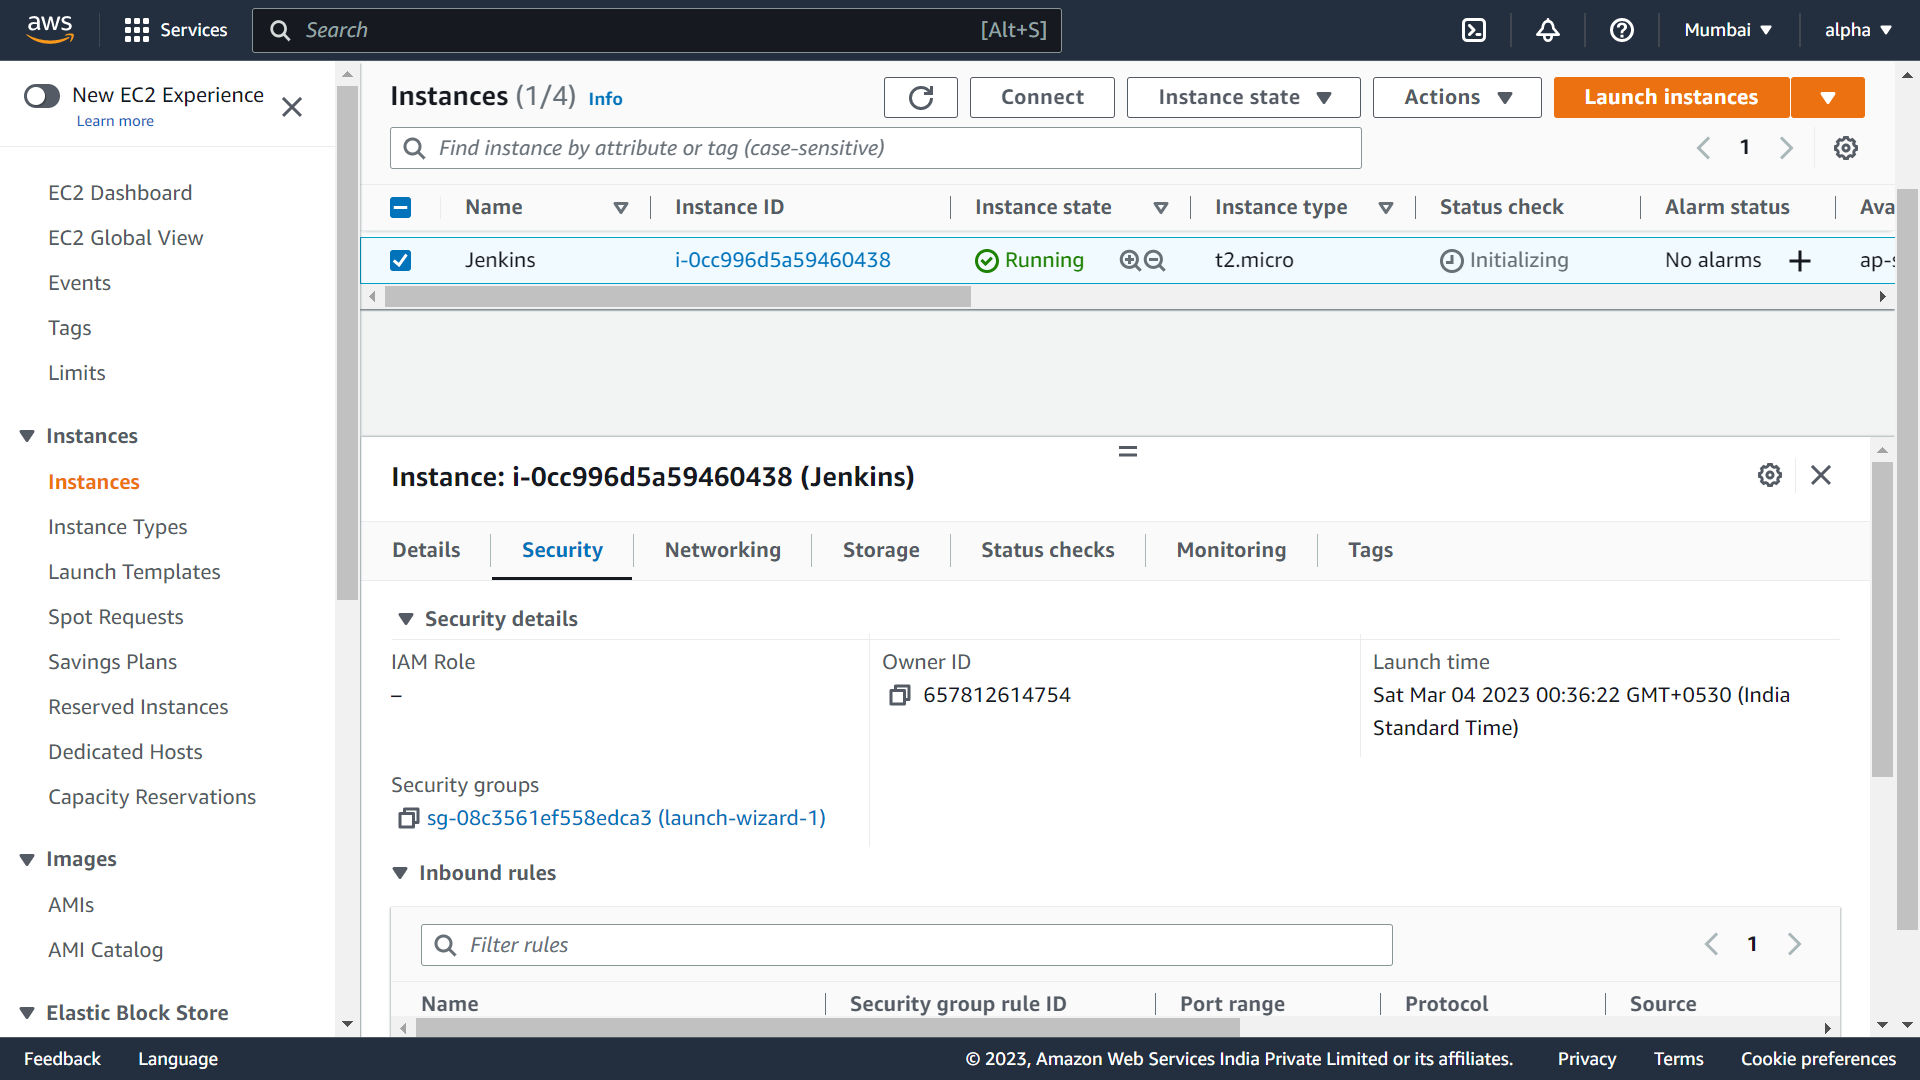 aws Services Search [Alt+S] Mumbai alpha
New EC2 Experience
Learn more
EC2 Dashboard
EC2 Global View
Events
Tags
Limits
Instances
Instances
Instance Types
Launch Templates
Spot Requests
Savings Plans
Reserved Instances
Dedicated Hosts
Capacity Reservations
Images
AMIs
AMI Catalog
Elastic Block Store
Instances (1/4) Info Connect Instance state Actions Launch instances
Find instance by attribute or tag (case-sensitive) 1
Name Instance ID Instance state Instance type Status check Alarm status Ava
Jenkins i-0cc996d5a59460438 Running t2.micro Initializing No alarms + ap-s
Instance: i-0cc996d5a59460438 (Jenkins)
Details Security Networking Storage Status checks Monitoring Tags
Security details
IAM Role Owner ID Launch time
– 657812614754 Sat Mar 04 2023 00:36:22 GMT+0530 (India
Standard Time)
Security groups
sg-08c3561ef558edca3 (launch-wizard-1)
Inbound rules
Filter rules 1
Name Security group rule ID Port range Protocol Source
Feedback Language © 2023, Amazon Web Services India Private Limited or its affiliates. Privacy Terms Cookie preferences